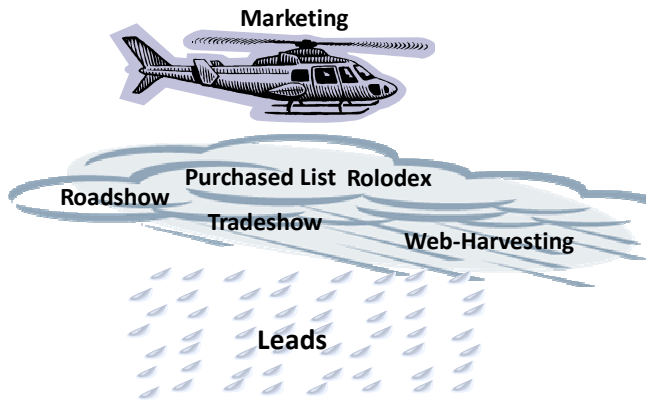 Marketing
Purchased List Rolodex
Roadshow
Tradeshow
Web-Harvesting
Leads